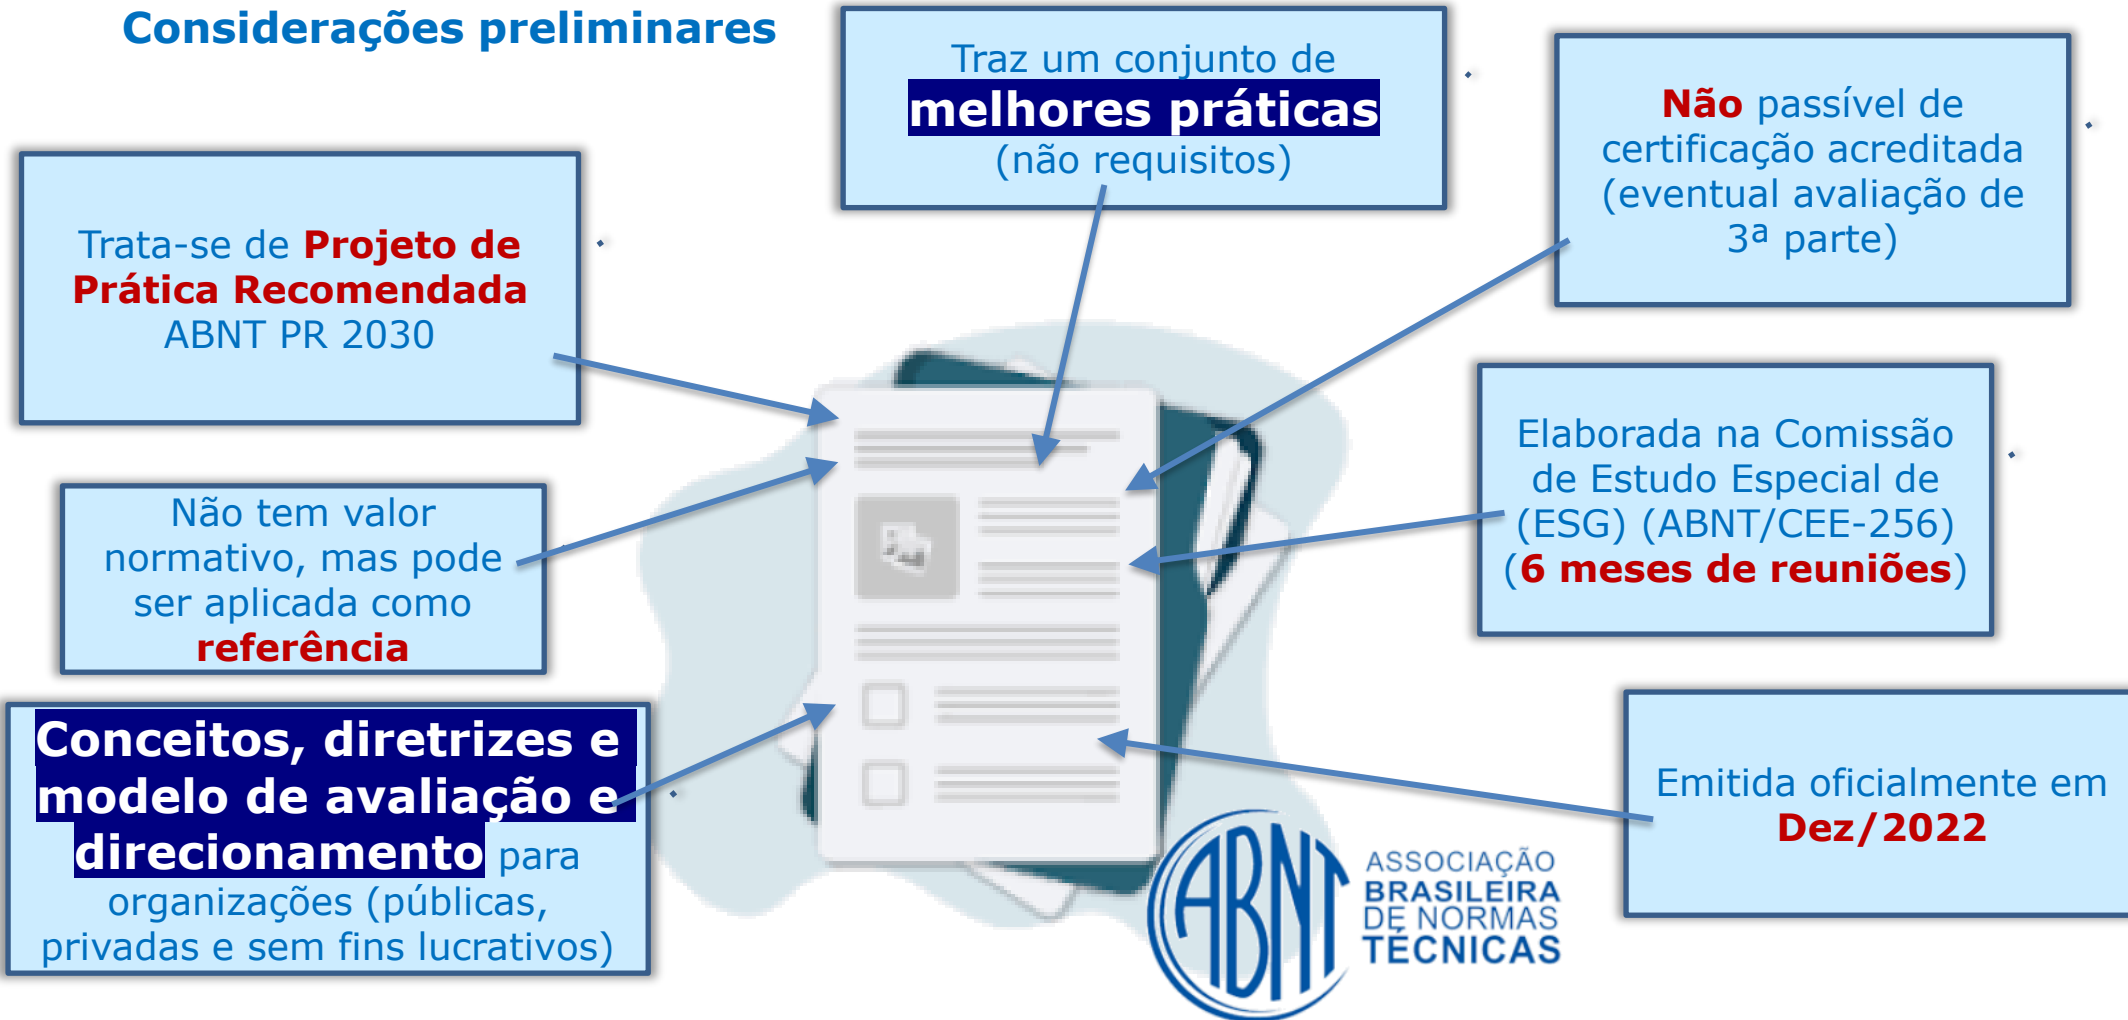 Considerações preliminares
Traz um conjunto de
melhores práticas
(não requisitos)
Não passível de
certificação acreditada
(eventual avaliação de
3ª parte)
Trata-se de Projeto de
Prática Recomendada
ABNT PR 2030
Elaborada na Comissão
de Estudo Especial de
(ESG) (ABNT/CEE-256)
(6 meses de reuniões)
Não tem valor
normativo, mas pode
ser aplicada como
referência
Conceitos, diretrizes e
modelo de avaliação e
direcionamento para
organizações (públicas,
privadas e sem fins lucrativos)
Emitida oficialmente em
Dez/2022
ABNT
ASSOCIAÇÃO
BRASILEIRA
DE NORMAS
TÉCNICAS